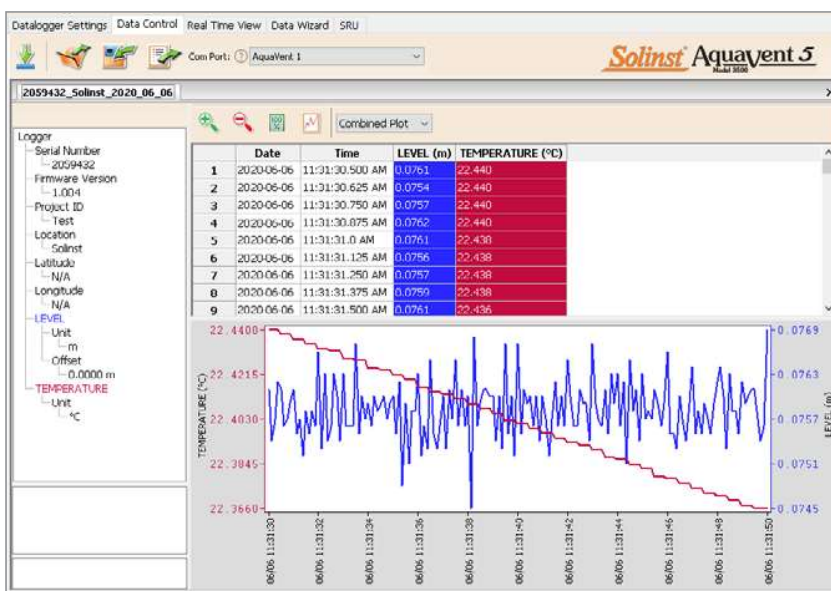 Datalogger Settings Data Control Real Time View Data Wizard SRU
Com Port: ? AquaVent 1
Solinst Aquavent 5
Model 3500
2059432_Solinst_2020_06_06
x
100%
Combined Plot
Logger
Serial Number
2059432
Firmware Version
1.004
Project ID
Test
Location
Solinst
Latitude
N/A
Longitude
N/A
LEVEL
Unit
m
Offset
0.0000 m
TEMPERATURE
Unit
°C
Date Time LEVEL (m) TEMPERATURE (°C)
1 2020-06-06 11:31:30.500 AM 0.0761 22.440
2 2020-06-06 11:31:30.625 AM 0.0754 22.440
3 2020-06-06 11:31:30.750 AM 0.0757 22.440
4 2020-06-06 11:31:30.875 AM 0.0762 22.440
5 2020-06-06 11:31:31.0 AM 0.0761 22.438
6 2020-06-06 11:31:31.125 AM 0.0756 22.438
7 2020-06-06 11:31:31.250 AM 0.0757 22.438
8 2020-06-06 11:31:31.375 AM 0.0759 22.438
9 2020-06-06 11:31:31.500 AM 0.0761 22.436
TEMPERATURE (°C)
22.4400
22.4215
22.4030
22.3845
22.3660
0.0769
0.0763
0.0757
0.0751
0.0745
LEVEL (m)
06/06 11:31:30
06/06 11:31:32
06/06 11:31:34
06/06 11:31:36
06/06 11:31:38
06/06 11:31:40
06/06 11:31:42
06/06 11:31:44
06/06 11:31:46
06/06 11:31:48
06/06 11:31:50